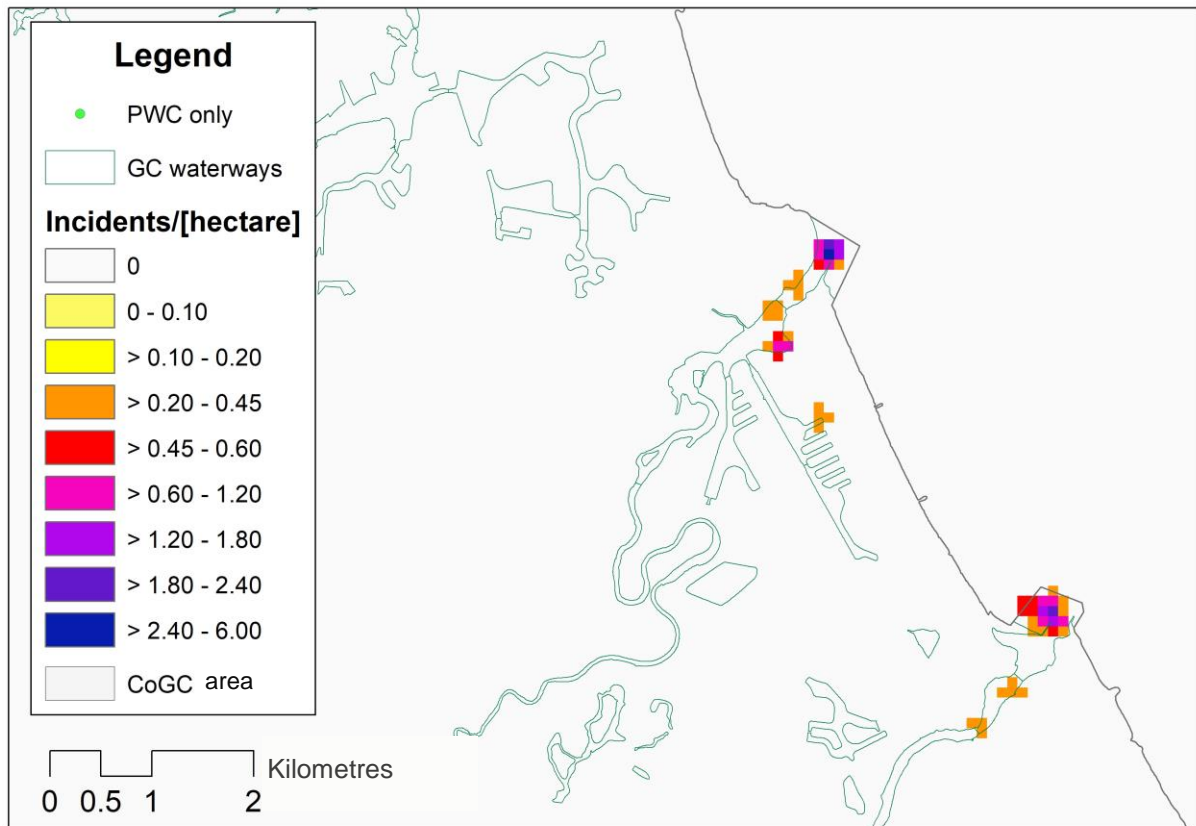 Legend
PWC only
GC waterways
Incidents/[hectare]
0
0 - 0.10
> 0.10 - 0.20
> 0.20 - 0.45
> 0.45 - 0.60
> 0.60 - 1.20
> 1.20 - 1.80
> 1.80 - 2.40
> 2.40 - 6.00
CoGC area
Kilometres
0 0.5 1 2